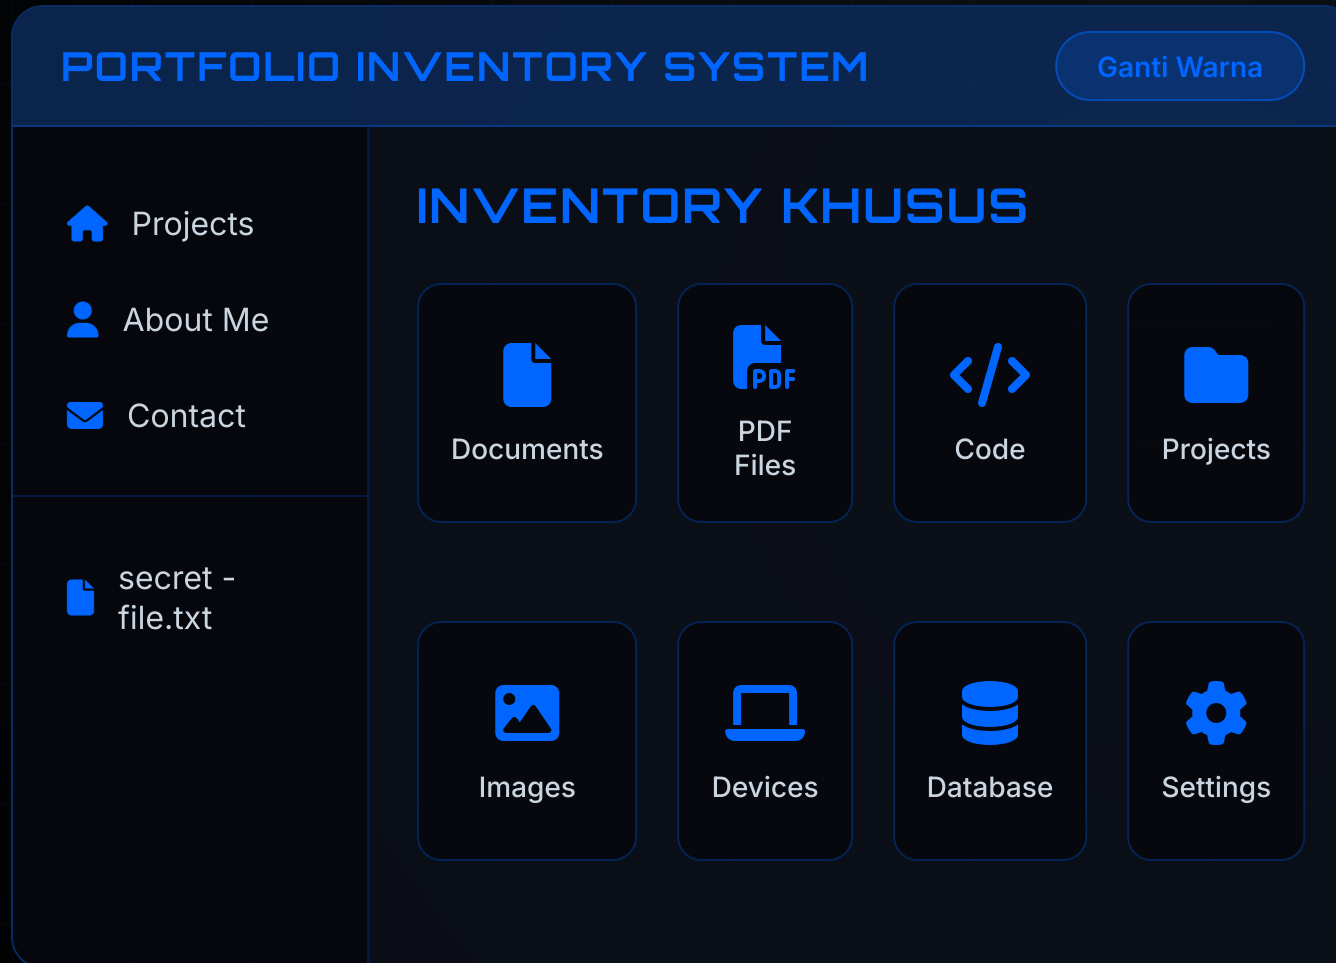 PORTFOLIO INVENTORY SYSTEM
Ganti Warna
Projects
About Me
Contact
secret -
file.txt
INVENTORY KHUSUS
Documents
PDF
PDF
Files
Code
Projects
Images
Devices
Database
Settings